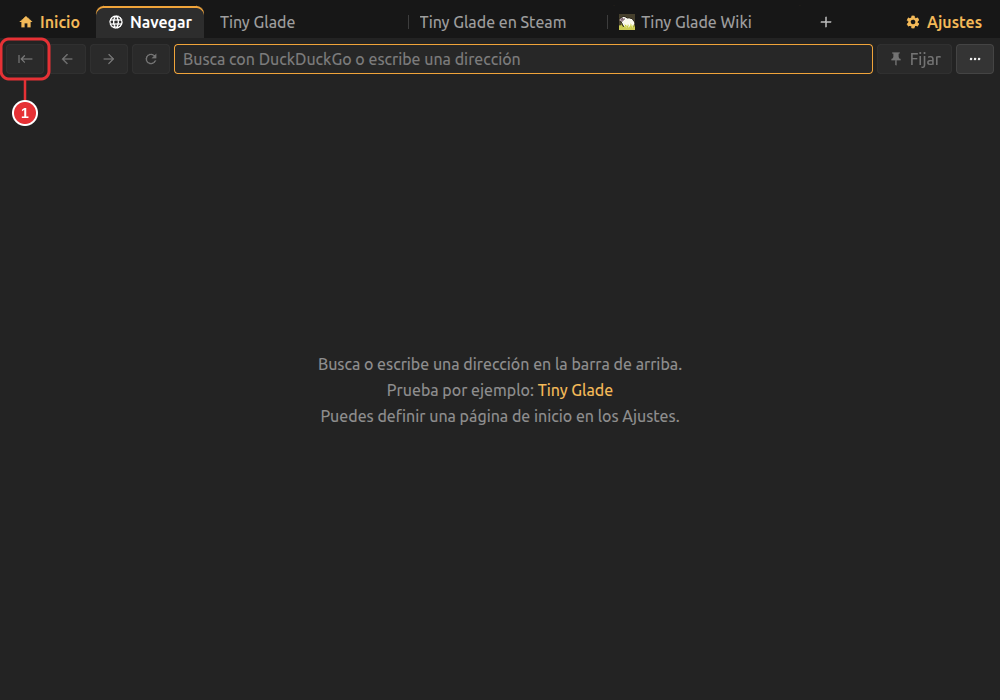 Inicio Navegar Tiny Glade Tiny Glade en Steam Tiny Glade Wiki + Ajustes
Busca con DuckDuckGo o escribe una dirección Fijar ...
1
Busca o escribe una dirección en la barra de arriba.
Prueba por ejemplo: Tiny Glade
Puedes definir una página de inicio en los Ajustes.